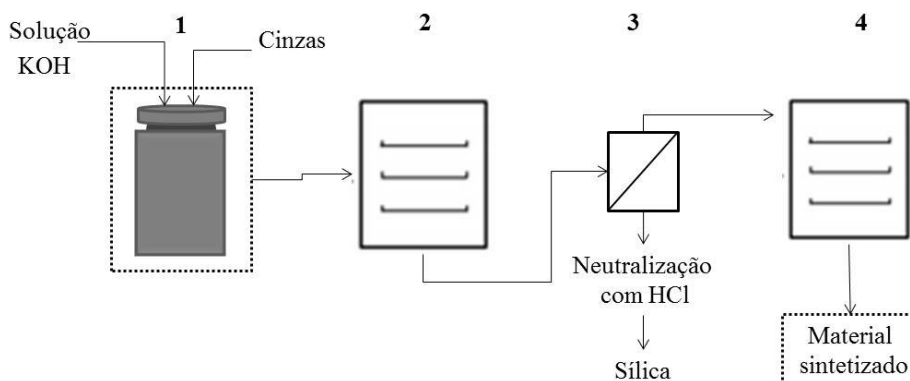 1
2
3
4
Solução
KOH
Cinzas
Neutralização
com HCl
Sílica
Material
sintetizado